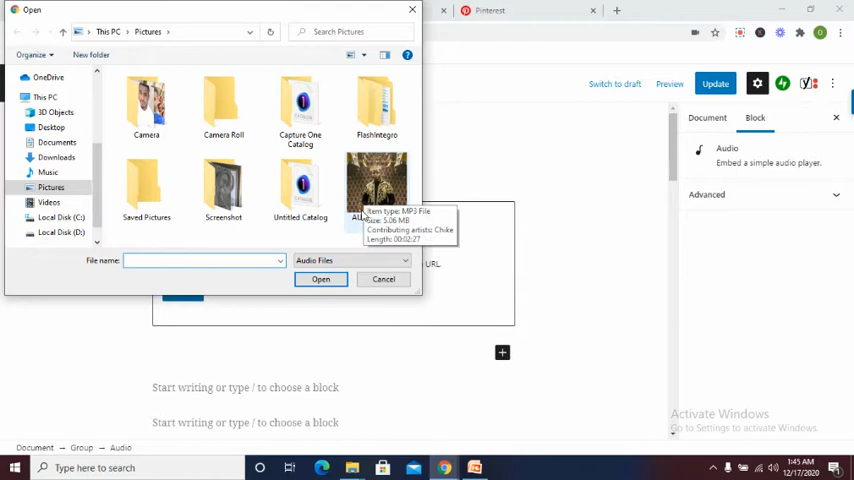 Open
Pinterest
This PC
Pictures
Search Pictures
Organize
New folder
OneDrive
This PC
3D Objects
Desktop
Documents
Downloads
Music
Pictures
Videos
Local Disk (C:)
Local Disk (D:)
Camera
Camera Roll
Capture One
Catalog
FlashIntegro
Saved Pictures
Screenshot
Untitled Catalog
Item type: MP3 File
Size: 5.06 MB
Contributing artists: Chike
Length: 00:02:27
File name:
Audio Files
Open
Cancel
URL.
Switch to draft
Preview
Update
Document
Block
Audio
Embed a simple audio player.
Advanced
Start writing or type / to choose a block
Start writing or type / to choose a block
Activate Windows
Go to Settings to activate Windows.
Document
Group
Audio
Type here to search
1:45 AM
12/17/2020